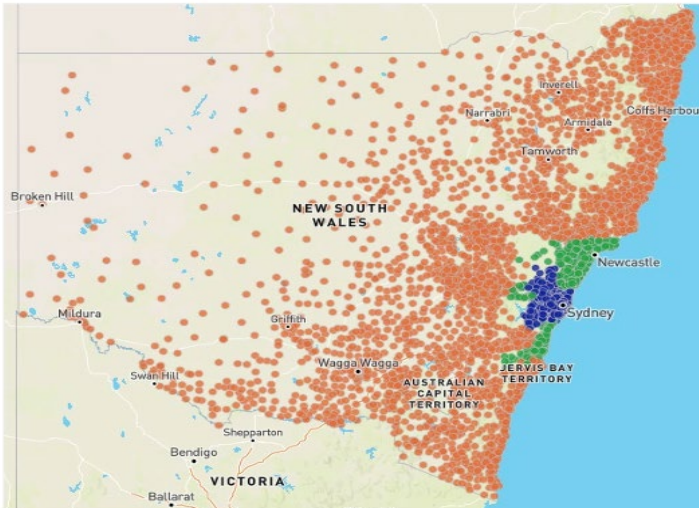 Inverell
Narrabri
Coffs Harbou
Armidale
Tamworth
Broken Hill
NEW SOUTH
WALES
Newcastle
Sydney
Mildura
Griffith
Wagga Wagga
JERVIS BAY
TERRITORY
Swan Hill
AUSTRALIAN
CAPITAL
TERRITORY
Shepparton
Bendigo
VICTORIA
Ballarat